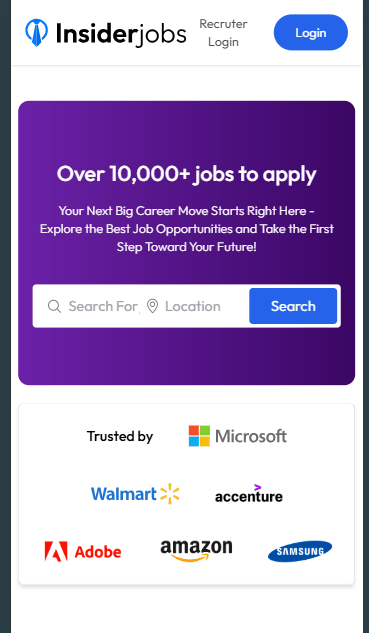 Insiderjobs
Recruter
Login
Login
Over 10,000+ jobs to apply
Your Next Big Career Move Starts Right Here -
Explore the Best Job Opportunities and Take the First
Step Toward Your Future!
Search For
Location
Search
Trusted by
Microsoft
Walmart
accenture
Adobe
amazon
SAMSUNG